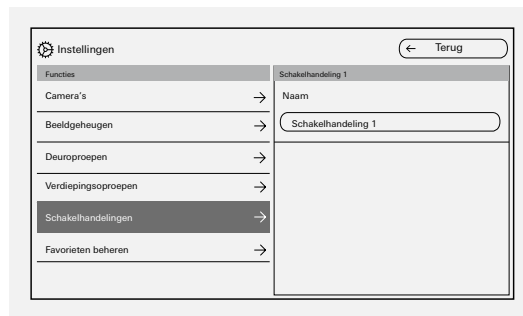 Instellingen
Terug
Functies
Camera's
Beeldgeheugen
Deuroproepen
Verdiepingsoproepen
Schakelhandelingen
Favorieten beheren
Schakelhandeling 1
Naam
Schakelhandeling 1